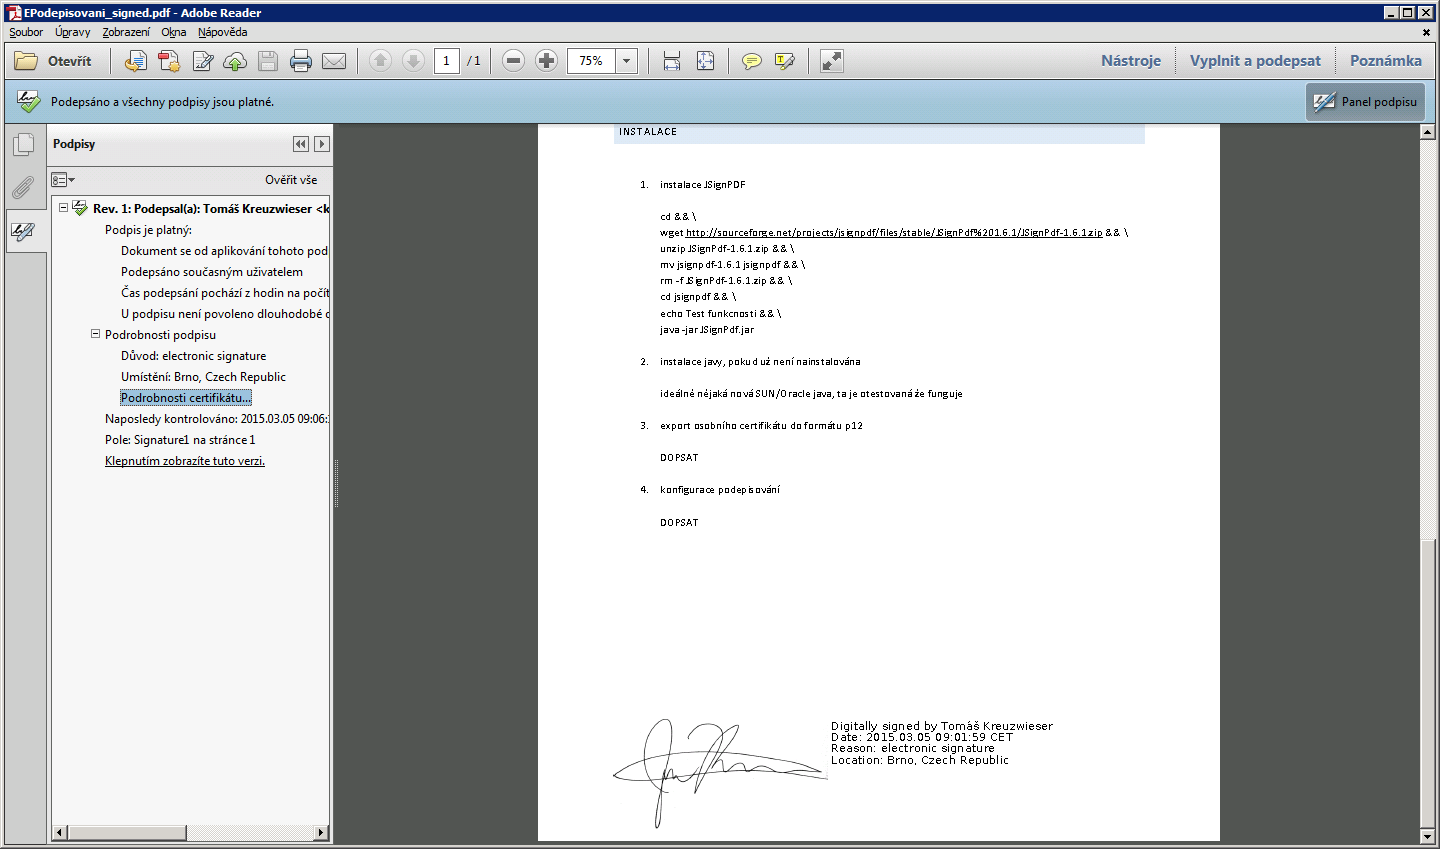 EPodepisovani_signed.pdf - Adobe Reader
Soubor Úpravy Zobrazení Okna Nápověda
Otevřít 1 / 1 75% Nástroje Vyplnit a podepsat Poznámka
Podepsáno a všechny podpisy jsou platné. Panel podpisu
Podpisy
Ověřit vše
Rev. 1: Podepsal(a): Tomáš Kreuzwieser <k
Podpis je platný:
Dokument se od aplikování tohoto pod
Podepsáno současným uživatelem
Čas podepsání pochází z hodin na počít
U podpisu není povoleno dlouhodobé o
Podrobnosti podpisu
Důvod: electronic signature
Umístění: Brno, Czech Republic
Podrobnosti certifikátu...
Naposledy kontrolováno: 2015.03.05 09:06:
Pole: Signature1 na stránce 1
Klepnutím zobrazíte tuto verzi.
INSTALACE
1. instalace JSignPDF
cd && \
wget http://sourceforge.net/projects/jsignpdf/files/stable/JSignPdf%201.6.1/JSignPdf-1.6.1.zip && \
unzip JSignPdf-1.6.1.zip && \
mv jsignpdf-1.6.1 jsignpdf && \
rm -f JSignPdf-1.6.1.zip && \
cd jsignpdf && \
echo Test funkcnosti && \
java -jar JSignPdf.jar
2. instalace javy, pokud už není nainstalována
ideálně nějaká nová SUN/Oracle java, ta je otestovaná že funguje
3. export osobního certifikátu do formátu p12
DOPSAT
4. konfigurace podepisování
DOPSAT
Digitally signed by Tomáš Kreuzwieser
Date: 2015.03.05 09:01:59 CET
Reason: electronic signature
Location: Brno, Czech Republic